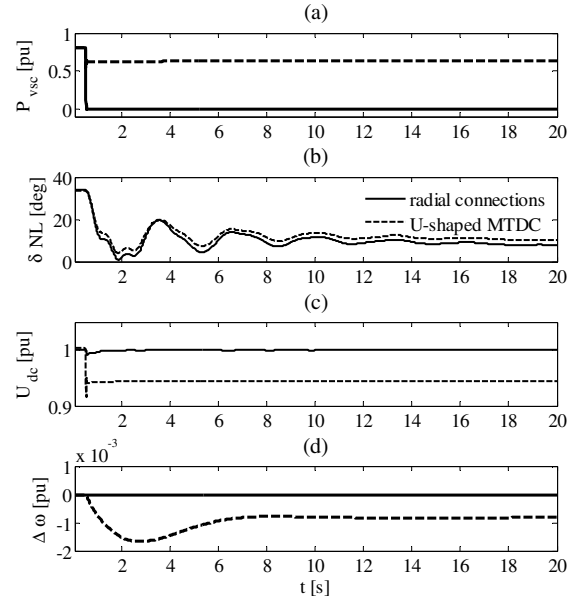 (a)
P vsc [pu]
1
0.5
0
2 4 6 8 10 12 14 16 18 20
(b)
δ NL [deg]
40
20
0
radial connections
U-shaped MTDC
2 4 6 8 10 12 14 16 18 20
(c)
U dc [pu]
1
0.9
2 4 6 8 10 12 14 16 18 20
(d)
x 10 -3
Δ ω [pu]
1
0
-1
-2
2 4 6 8 10 12 14 16 18 20
t [s]